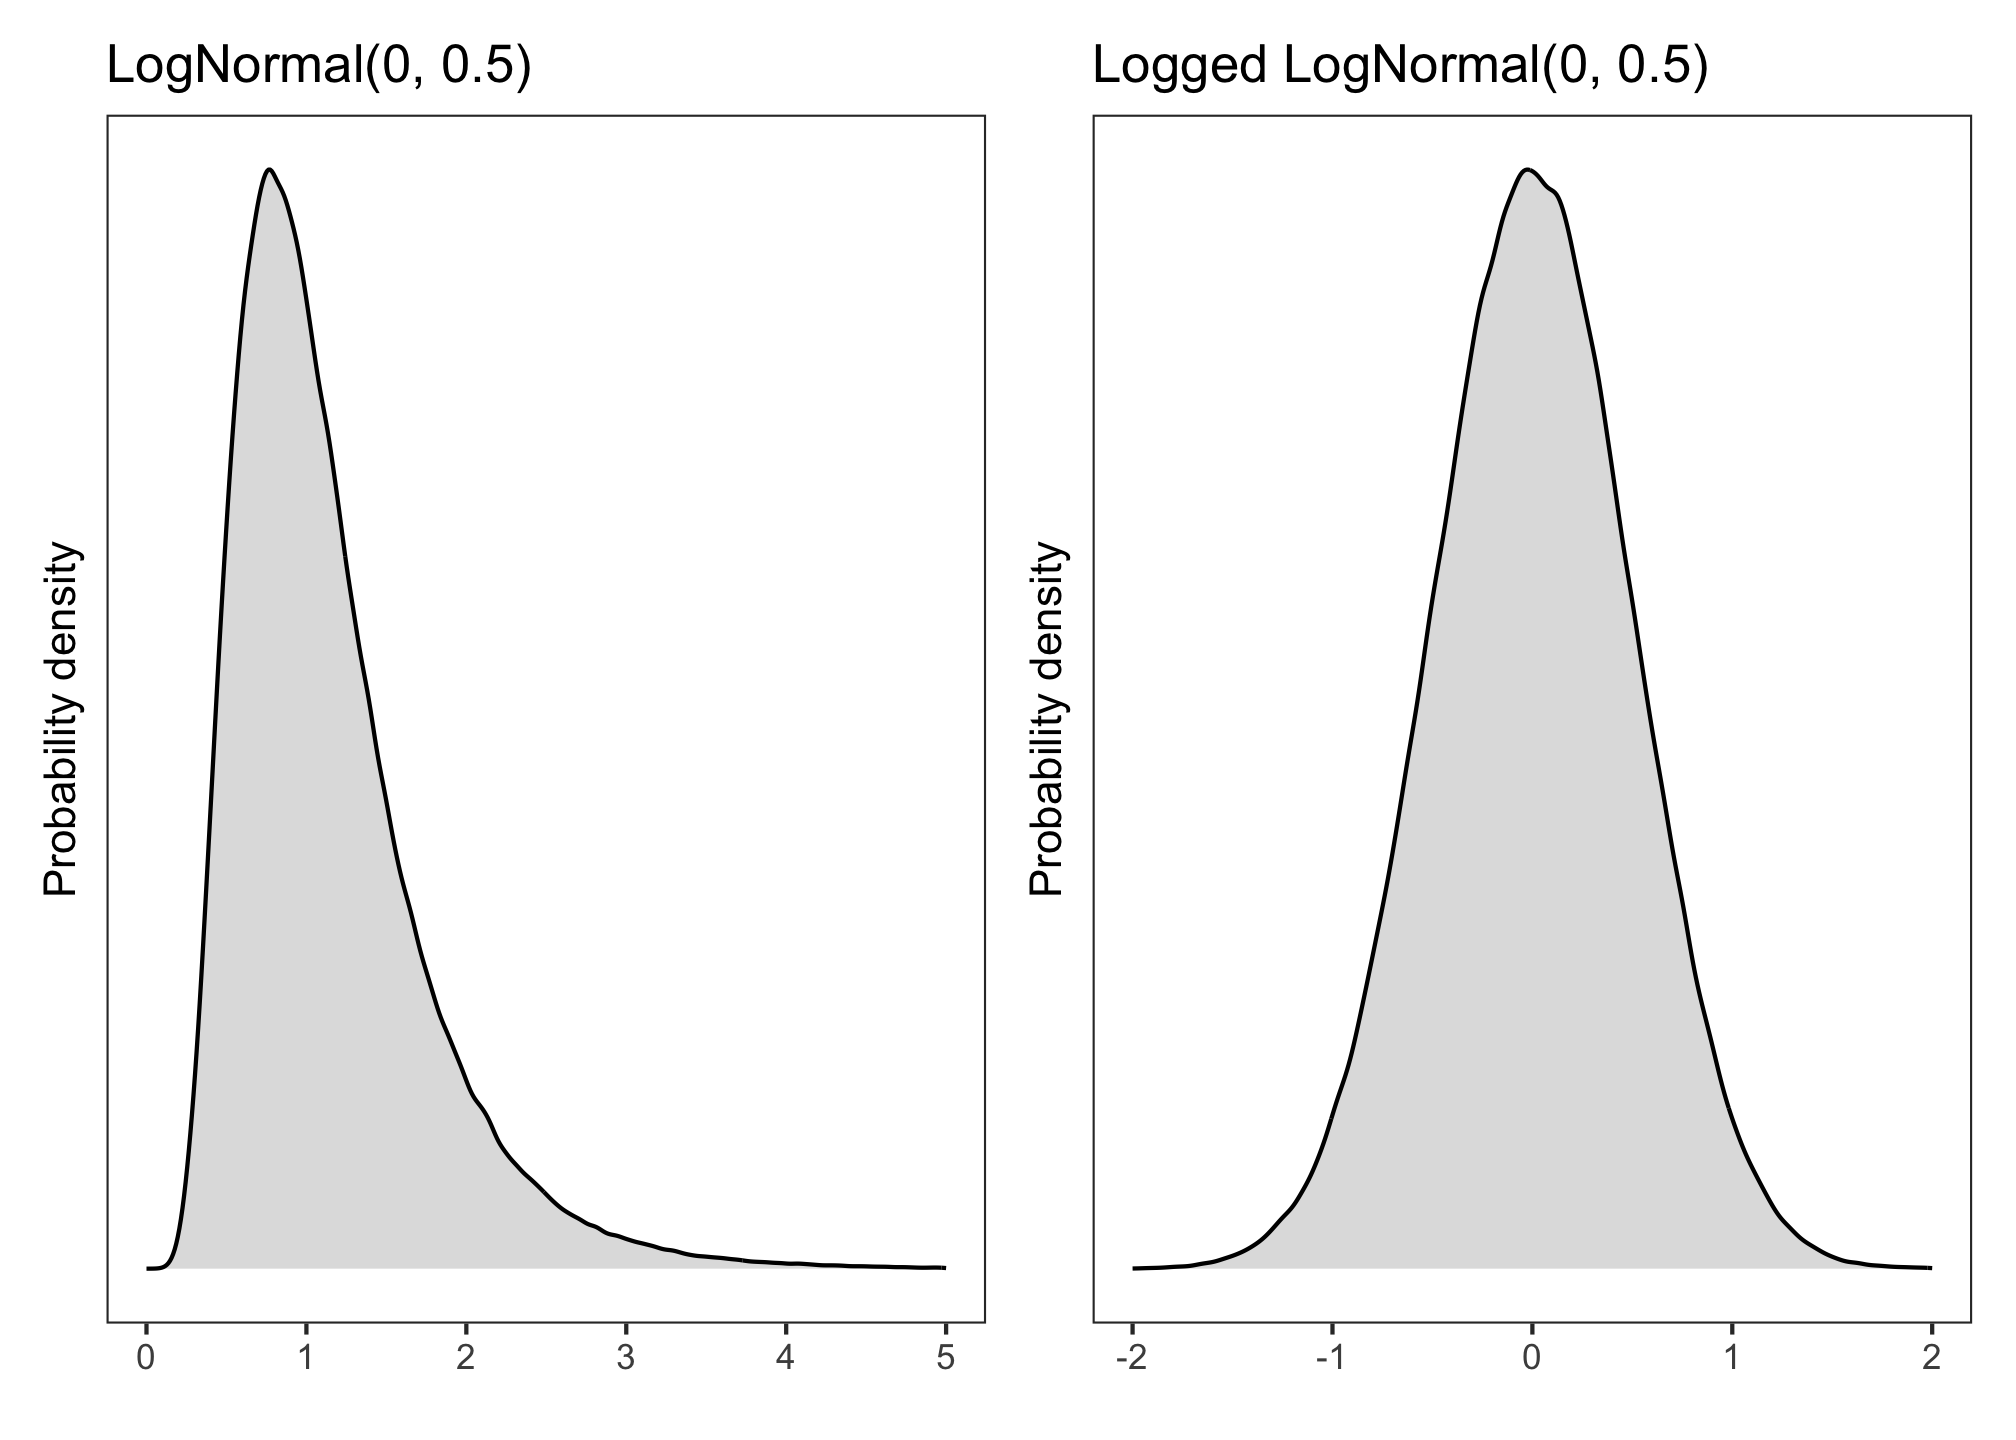 LogNormal(0, 0.5)
Probability density
0 1 2 3 4 5
Logged LogNormal(0, 0.5)
Probability density
-2 -1 0 1 2